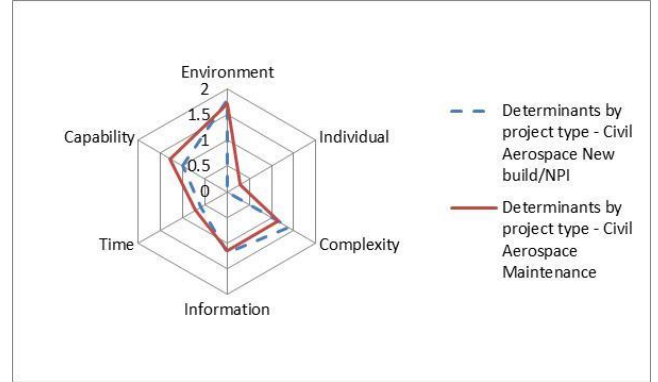 Environment
2
1.5
1
0.5
0
Capability
Individual
Time
Complexity
Information
Determinants by
project type - Civil
Aerospace New
build/NPI
Determinants by
project type - Civil
Aerospace
Maintenance